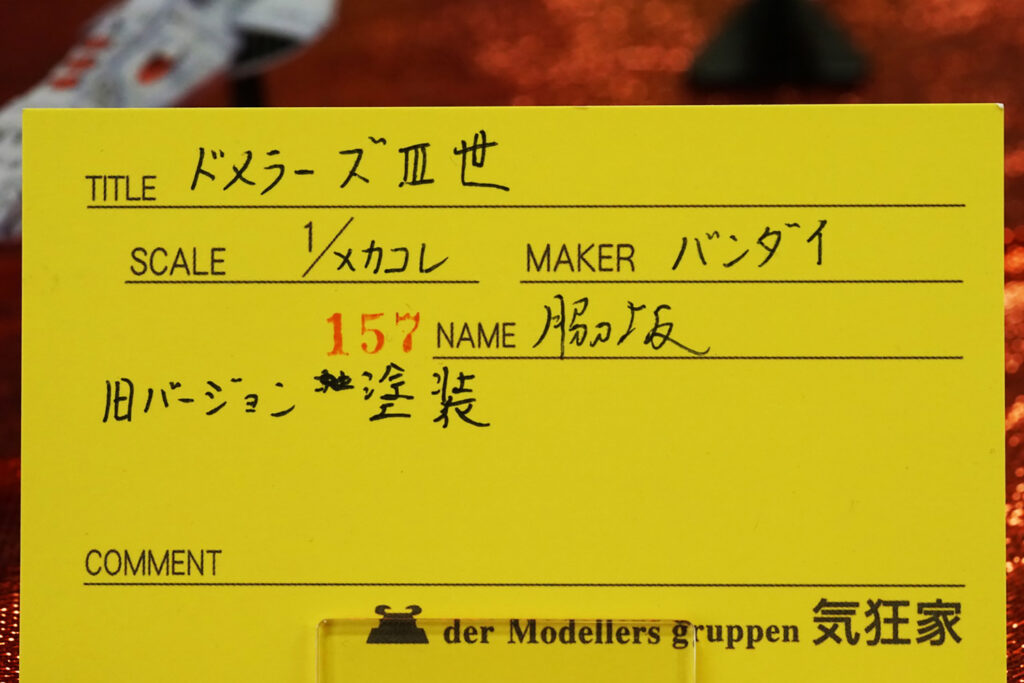 TITLE ドメラーズⅢ世
SCALE 1/メカコレ MAKER バンダイ
157 NAME 脇坂
旧バージョン塗装
COMMENT
der Modellers gruppen 気狂家